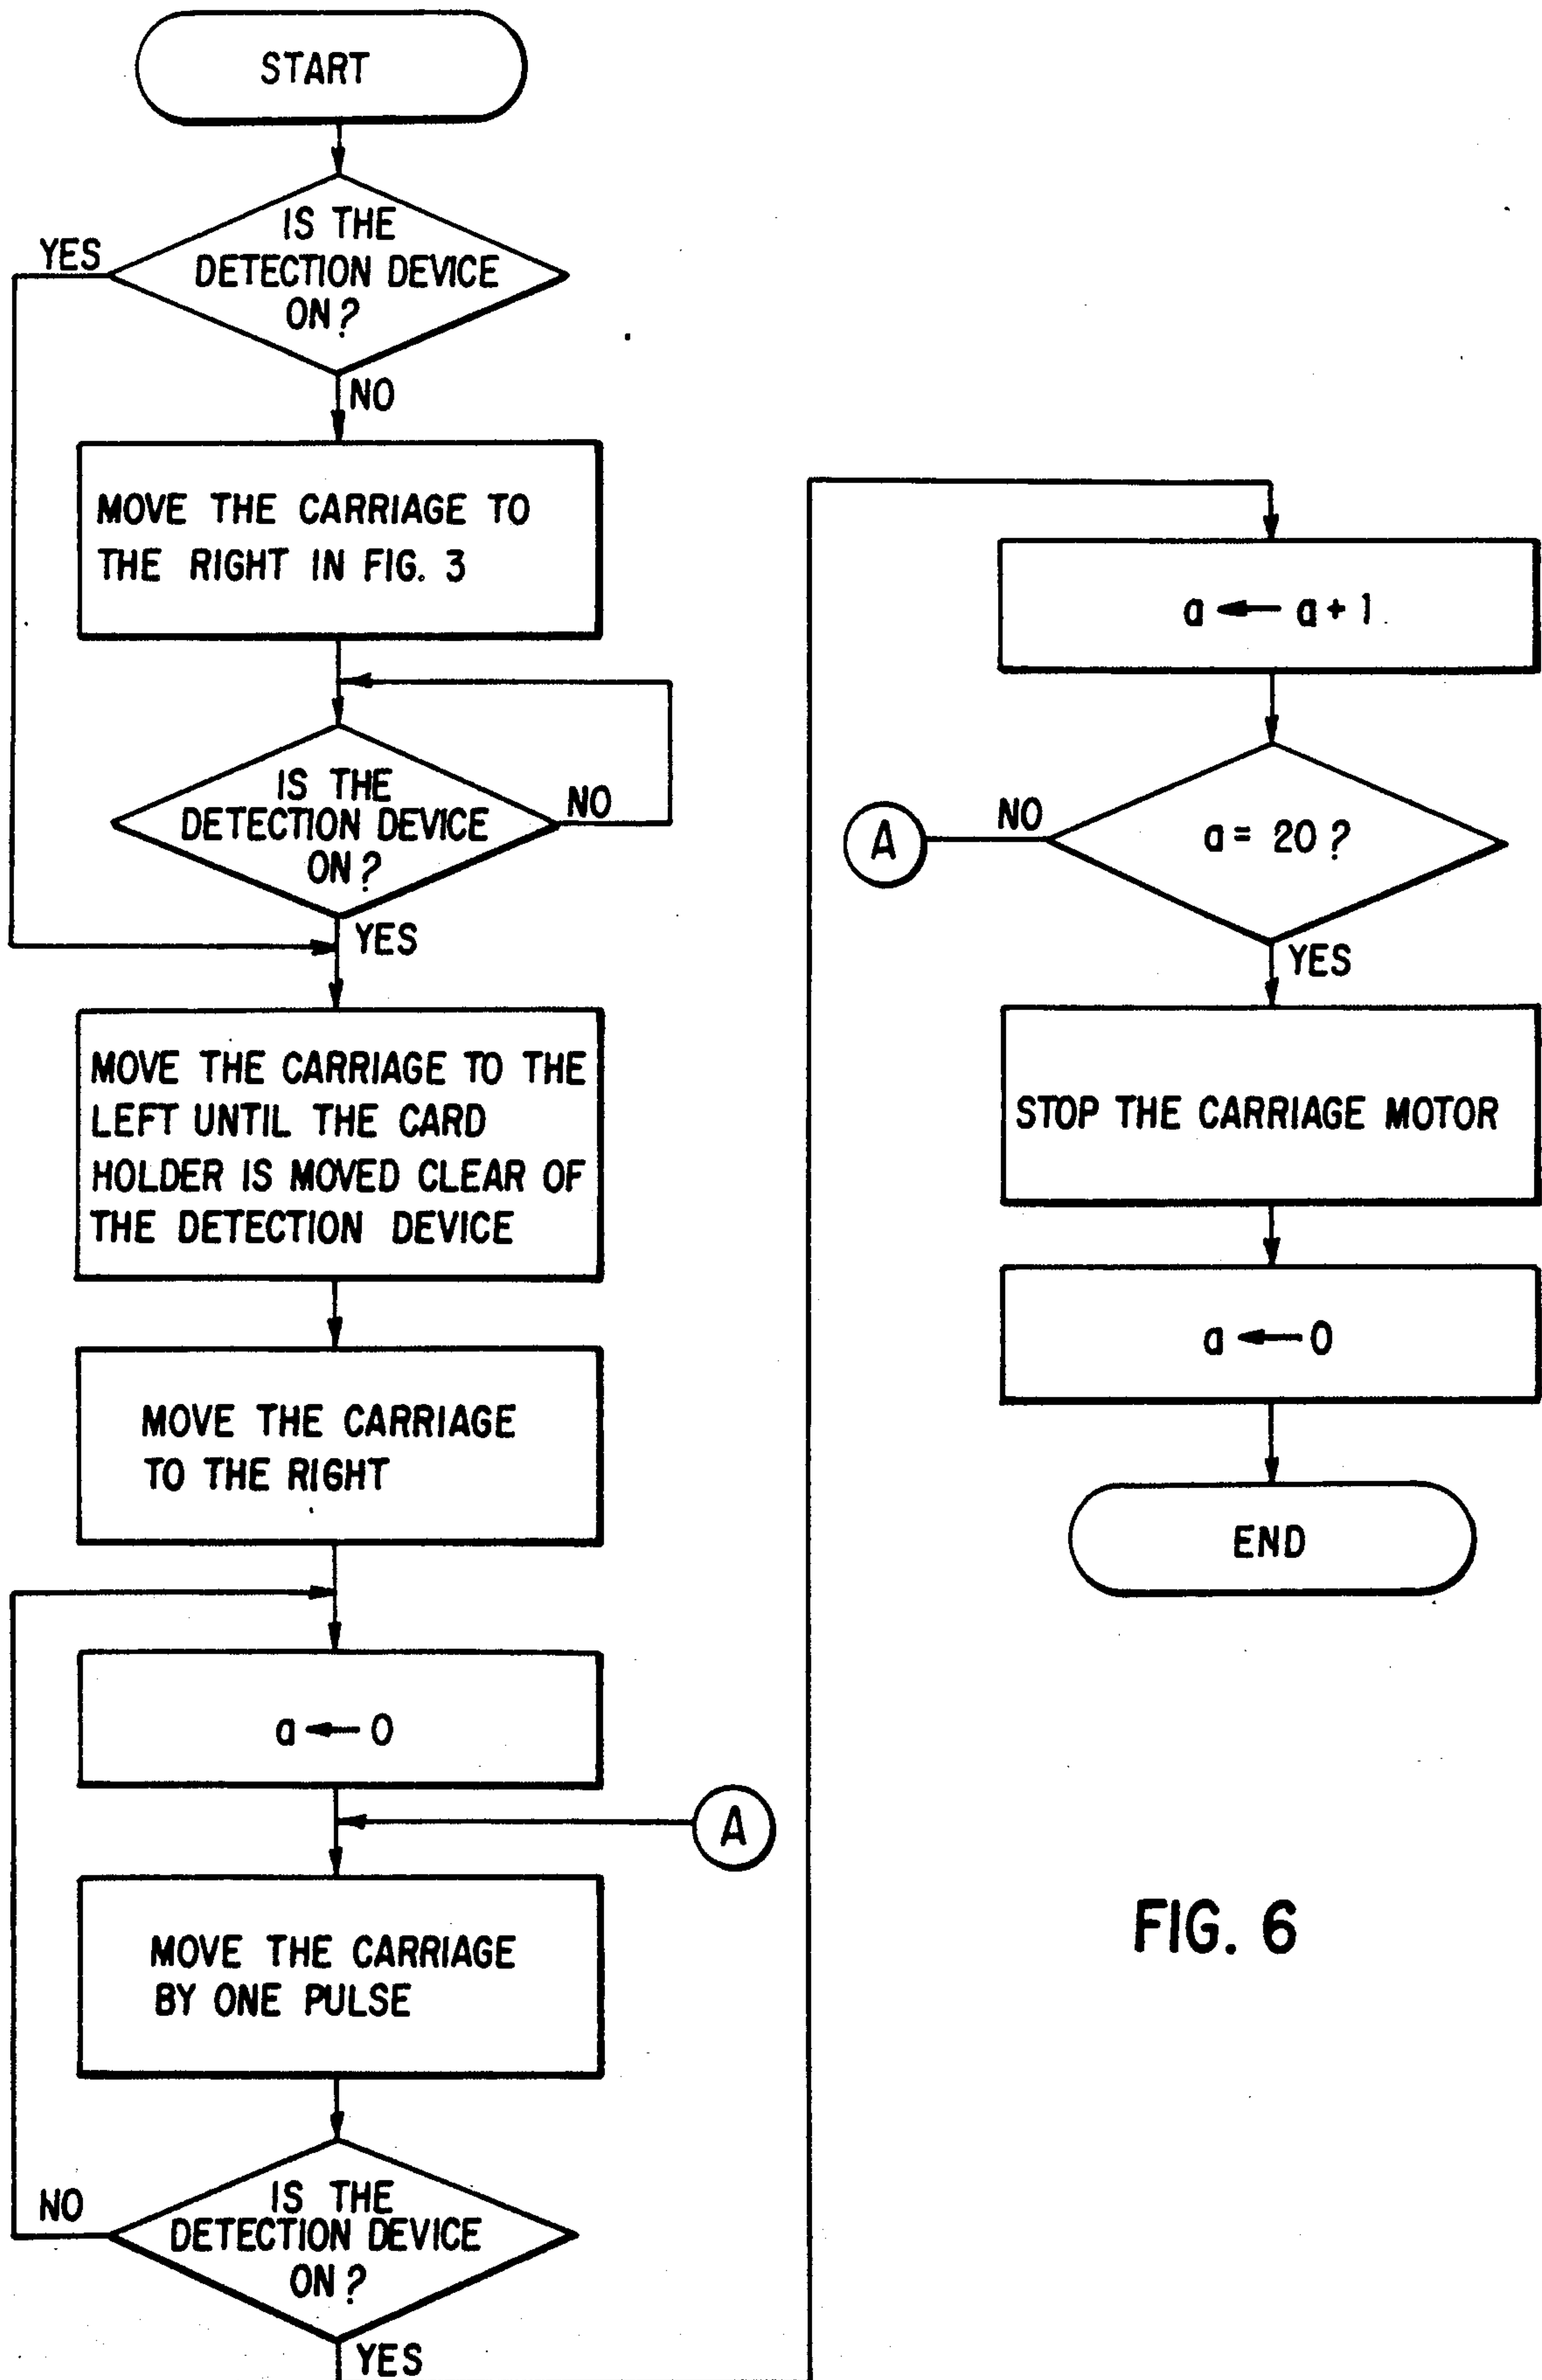 START
IS THE
DETECTION DEVICE
ON?
YES
NO
MOVE THE CARRIAGE TO
THE RIGHT IN FIG. 3
IS THE
DETECTION DEVICE
ON?
NO
YES
MOVE THE CARRIAGE TO THE
LEFT UNTIL THE CARD
HOLDER IS MOVED CLEAR OF
THE DETECTION DEVICE
MOVE THE CARRIAGE
TO THE RIGHT
a ← 0
A
MOVE THE CARRIAGE
BY ONE PULSE
IS THE
DETECTION DEVICE
ON?
NO
YES
a ← a + 1
a = 20?
NO
A
YES
STOP THE CARRIAGE MOTOR
a ← 0
END
FIG. 6